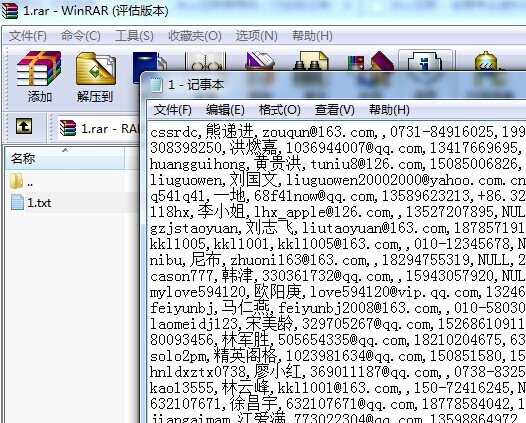 1.rar - WinRAR (评估版本)
文件(F) 命令(C) 工具(S) 收藏夹(O) 选项(N) 帮助(H)
添加 解压到
1.rar - RA
名称
..
1.txt
1 - 记事本
文件(F) 编辑(E) 格式(O) 查看(V) 帮助(H)
cssrdc,熊递进,zouqun@163.com,,0731-84916025,199
308398250,洪燃嘉,1036944007@qq.com,13417669695,
huangguihong,黄贵洪,tuniu8@126.com,,15085006826,
liuguowen,刘国文,liuguowen20002000@yahoo.com.cn
q541q41,一地,68f41now@qq.com,13589623213,+86.32
118hx,李小姐,lhx_apple@126.com,,13527207895,NUL
gzjstaoyuan,刘志飞,liutaoyuan@163.com,,187857191
kkl1005,kkl1001,kkl1005@163.com,,010-12345678,N
nibu,尼布,zhuoni163@163.com,,18294755319,NULL,2
cason777,韩津,330361732@qq.com,,15943057920,NUL
mylove594120,欧阳庚,love594120@vip.qq.com,13246
feiyunbj,马仁燕,feiyunbj2008@163.com,,010-58030
laomeidj123,宋美龄,329705267@qq.com,15268610911
80093456,林军胜,505654335@qq.com,18210204675,63
solo2pm,精英阁格,1023981634@qq.com,150851580,15
hnldxztx0738,廖小红,369011187@qq.com,,0738-8325
kao13555,林云峰,kkl1001@163.com,,150-72416245,N
632107671,徐昌宇,632107671@qq.com,18778584042,1